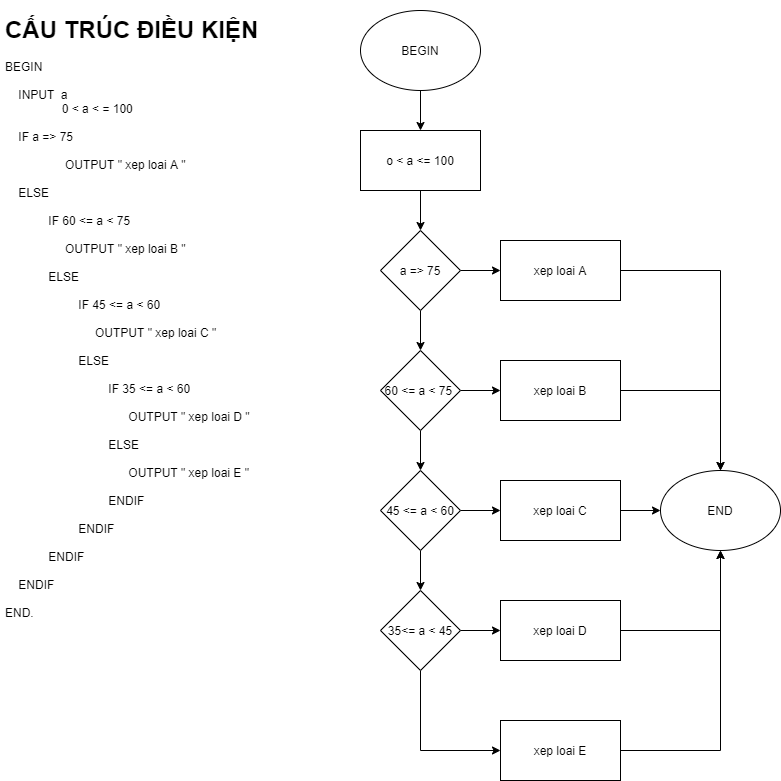 CẤU TRÚC ĐIỀU KIỆN
BEGIN
INPUT a
0 < a < = 100
IF a => 75
OUTPUT " xep loai A "
ELSE
IF 60 <= a < 75
OUTPUT " xep loai B "
ELSE
IF 45 <= a < 60
OUTPUT " xep loai C "
ELSE
IF 35 <= a < 60
OUTPUT " xep loai D "
ELSE
OUTPUT " xep loai E "
ENDIF
ENDIF
ENDIF
ENDIF
END.
BEGIN
o < a <= 100
a => 75
xep loai A
60 <= a < 75
xep loai B
45 <= a < 60
xep loai C
END
35<= a < 45
xep loai D
xep loai E